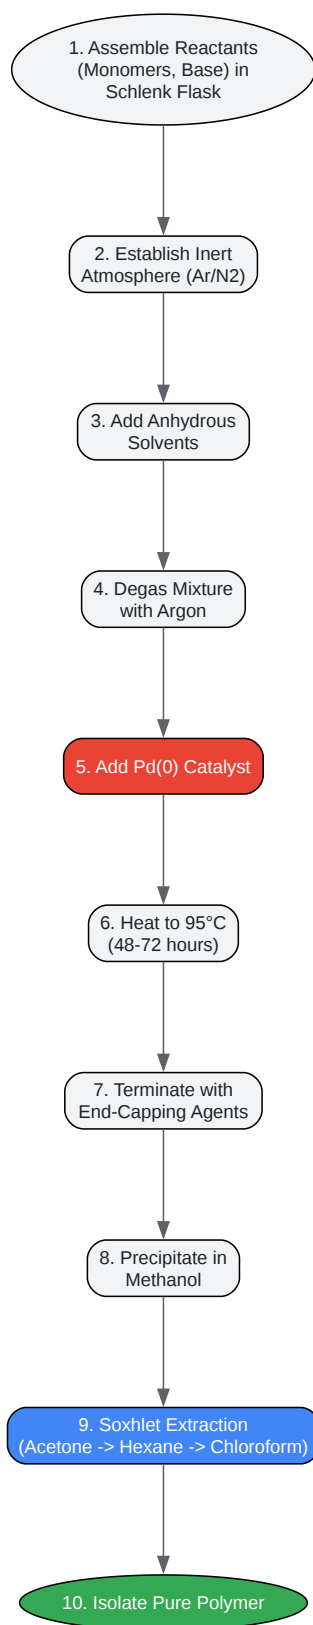 1. Assemble Reactants
(Monomers, Base) in
Schlenk Flask
2. Establish Inert
Atmosphere (Ar/N2)
3. Add Anhydrous
Solvents
4. Degas Mixture
with Argon
5. Add Pd(0) Catalyst
6. Heat to 95°C
(48-72 hours)
7. Terminate with
End-Capping Agents
8. Precipitate in
Methanol
9. Soxhlet Extraction
(Acetone -> Hexane -> Chloroform)
10. Isolate Pure Polymer